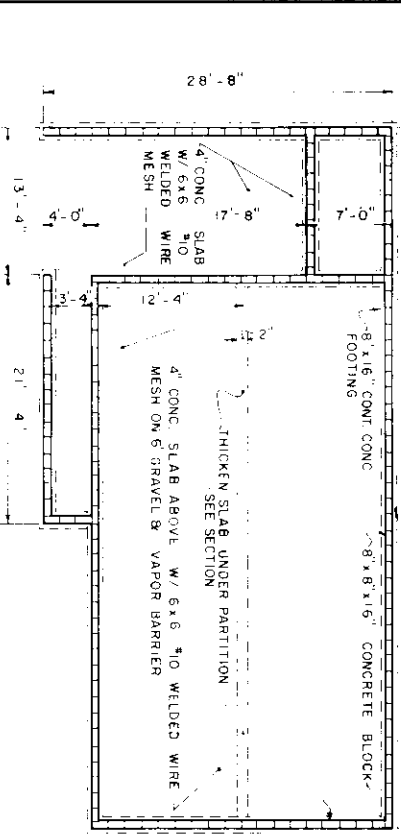 28'-8"
13'-4"
4'-0"
4" CONC SLAB
W/ 6x6 #10
WELDED WIRE
MESH
17'-8"
7'-0"
3'-4"
12'-4"
21' 4"
8"x16" CONT. CONC
FOOTING
8"x8"x16" CONCRETE BLOCK
THICKEN SLAB UNDER PARTITION
SEE SECTION
4" CONC. SLAB ABOVE W/ 6x6 #10 WELDED WIRE
MESH ON 6" GRAVEL & VAPOR BARRIER